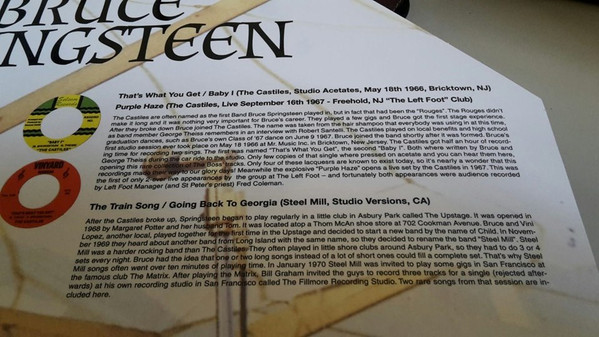 BRUCE
NGSTEEN
That's What You Get / Baby I (The Castiles, Studio Acetates, May 18th 1966, Bricktown, NJ)
Purple Haze (The Castiles, Live September 16th 1967 - Freehold, NJ "The Left Foot" Club)
The Castiles are often named as the first Band Bruce Springsteen played in, but in fact that had been the "Rouges". The Rouges didn't
make it long and it was nothing very important for Bruce's career. They played a few gigs and Bruce got the first stage experience.
After they broke down Bruce joined The Castiles. The name was taken from the hair shampoo that everybody was using in at this time,
as band member George Theiss remembers in an interview with Robert Santelli. The Castiles played on local benefits and high school
graduation dances, such as Bruce's own Class of '67 dance on June 9 1967. Bruce joined the band shortly after it was formed. Bruce's
first studio session ever took place on May 18 1966 at Mr. Music Inc. in Bricktown, New Jersey. The Castiles got half an hour of record-
ing time for recording two songs. The first was named "That's What You Get", the second "Baby I". Both were written by Bruce and
George Theiss during the car ride to the studio. Only few copies of that single where pressed on acetate and you can hear them here,
opening this rare collection of The Boss' tracks. Only four of these lacquers are known to exist today, so it's nearly a wonder that this
recordings made it way to our glory days! Meanwhile the explosive "Purple Haze" opens a live set by the Castiles in 1967. This was
the first of only 2 ever live appearances by the group at The Left Foot – and fortunately both appearances were audience recorded
by Left Foot Manager (and St Peter priest) Fred Coleman.
The Train Song / Going Back To Georgia (Steel Mill, Studio Versions, CA)
After the Castiles broke up, Springsteen began to play regularly in a little club in Asbury Park called The Upstage. It was opened in
1968 by Margaret Potter and her husband Tom. It was located atop a Thom McAn shoe store at 702 Cookman Avenue. Bruce and Vini
Lopez, another local, played together the first time in the Upstage and decided to start a new band by the name of Child. In Novem-
ber 1969 they heard about another band from Long Island with the same name, so they decided to rename the band "Steel Mill". Steel
Mill was a harder rocking band than The Castiles. They often played in little shore clubs around Asbury Park, so they had to do 3 or 4
sets every night. Bruce had the idea that some long songs instead of a lot of short ones could fill a complete set. That's why Steel
Mill songs often went over ten minutes of playing time. In January 1970 Steel Mill was invited to play some gigs in San Francisco at
the famous club The Matrix. After playing the Matrix, Bill Graham invited the guys to record three tracks for a single (rejected after-
wards) at his own recording studio in San Francisco called The Fillmore Recording Studio. Two rare songs from that session are in-
cluded here.